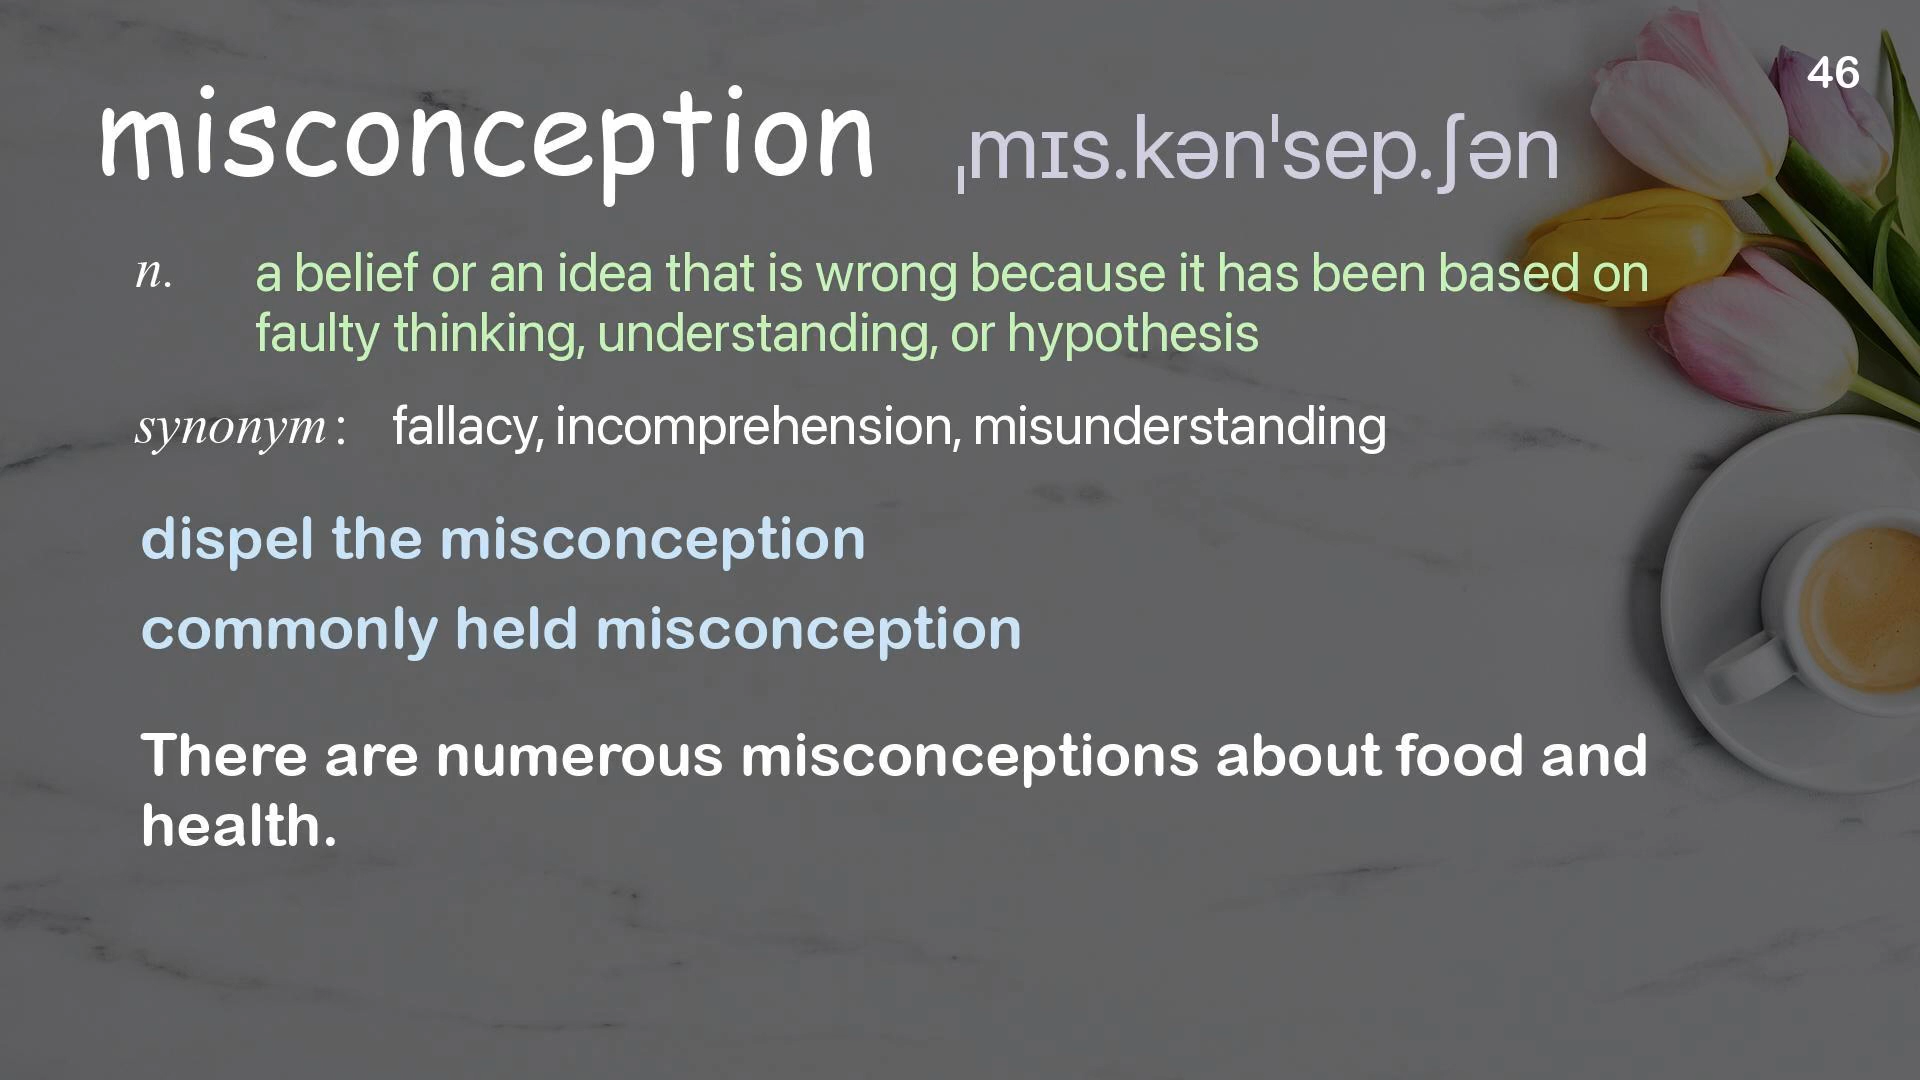 46
misconception ˌmɪs.kənˈsep.ʃən
n. a belief or an idea that is wrong because it has been based on
faulty thinking, understanding, or hypothesis
synonym : fallacy, incomprehension, misunderstanding
dispel the misconception
commonly held misconception
There are numerous misconceptions about food and
health.